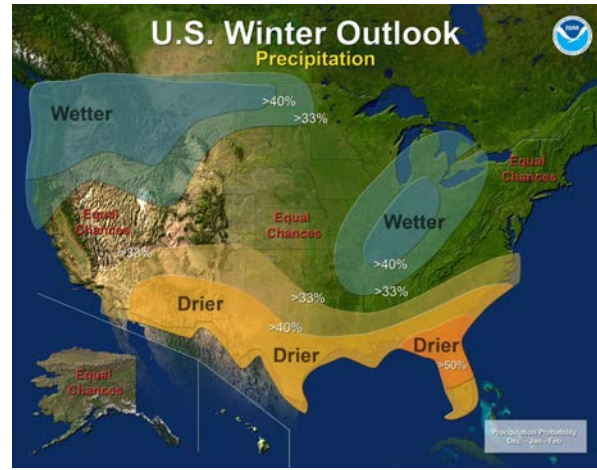 U.S. Winter Outlook
Precipitation
NOAA
Wetter
>40%
>33%
Equal
Chances
Equal
Chances
>33%
Equal
Chances
Wetter
>40%
>33%
Drier
>33%
>40%
Drier
Drier
>50%
Equal
Chances
Precipitation Probability
Dec - Jan - Feb